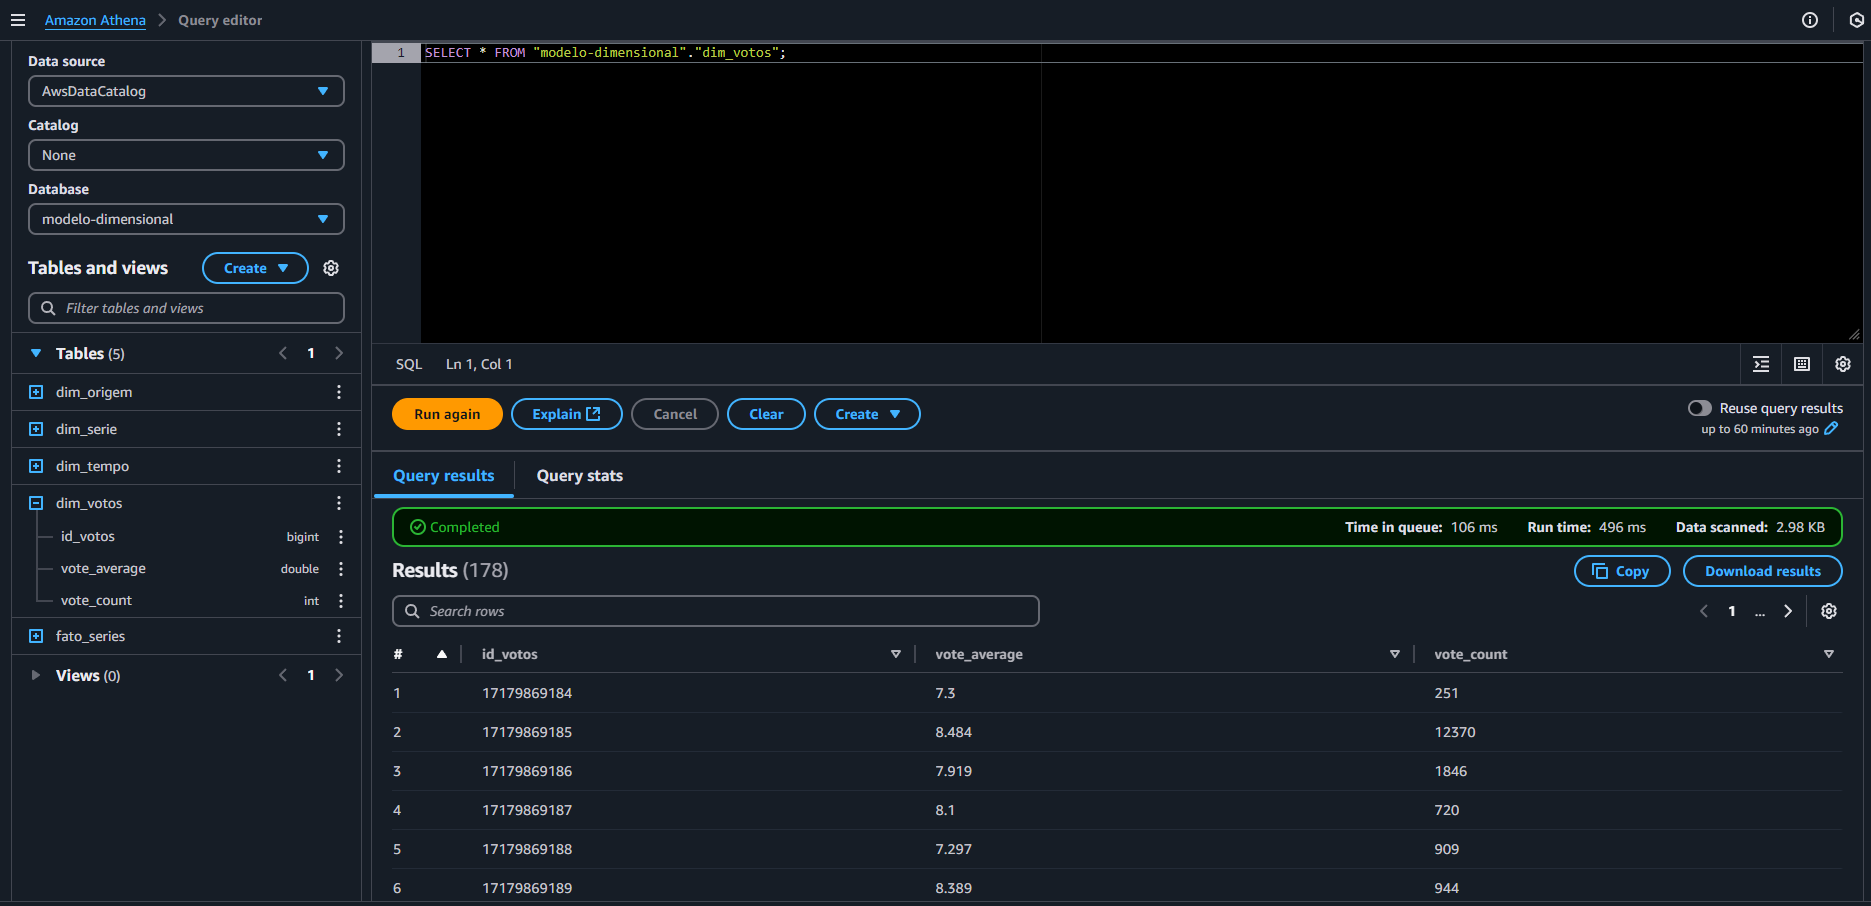 Amazon Athena > Query editor
Data source
AwsDataCatalog
Catalog
None
Database
modelo-dimensional
Tables and views
Create
Filter tables and views
Tables (5)
1
dim_origem
dim_serie
dim_tempo
dim_votos
id_votos bigint
vote_average double
vote_count int
fato_series
Views (0)
1
1 SELECT * FROM "modelo-dimensional"."dim_votos";
SQL Ln 1, Col 1
Run again Explain Cancel Clear Create
Reuse query results
up to 60 minutes ago
Query results Query stats
Completed Time in queue: 106 ms Run time: 496 ms Data scanned: 2.98 KB
Results (178) Copy Download results
Search rows 1 ...
# id_votos vote_average vote_count
1 17179869184 7.3 251
2 17179869185 8.484 12370
3 17179869186 7.919 1846
4 17179869187 8.1 720
5 17179869188 7.297 909
6 17179869189 8.389 944